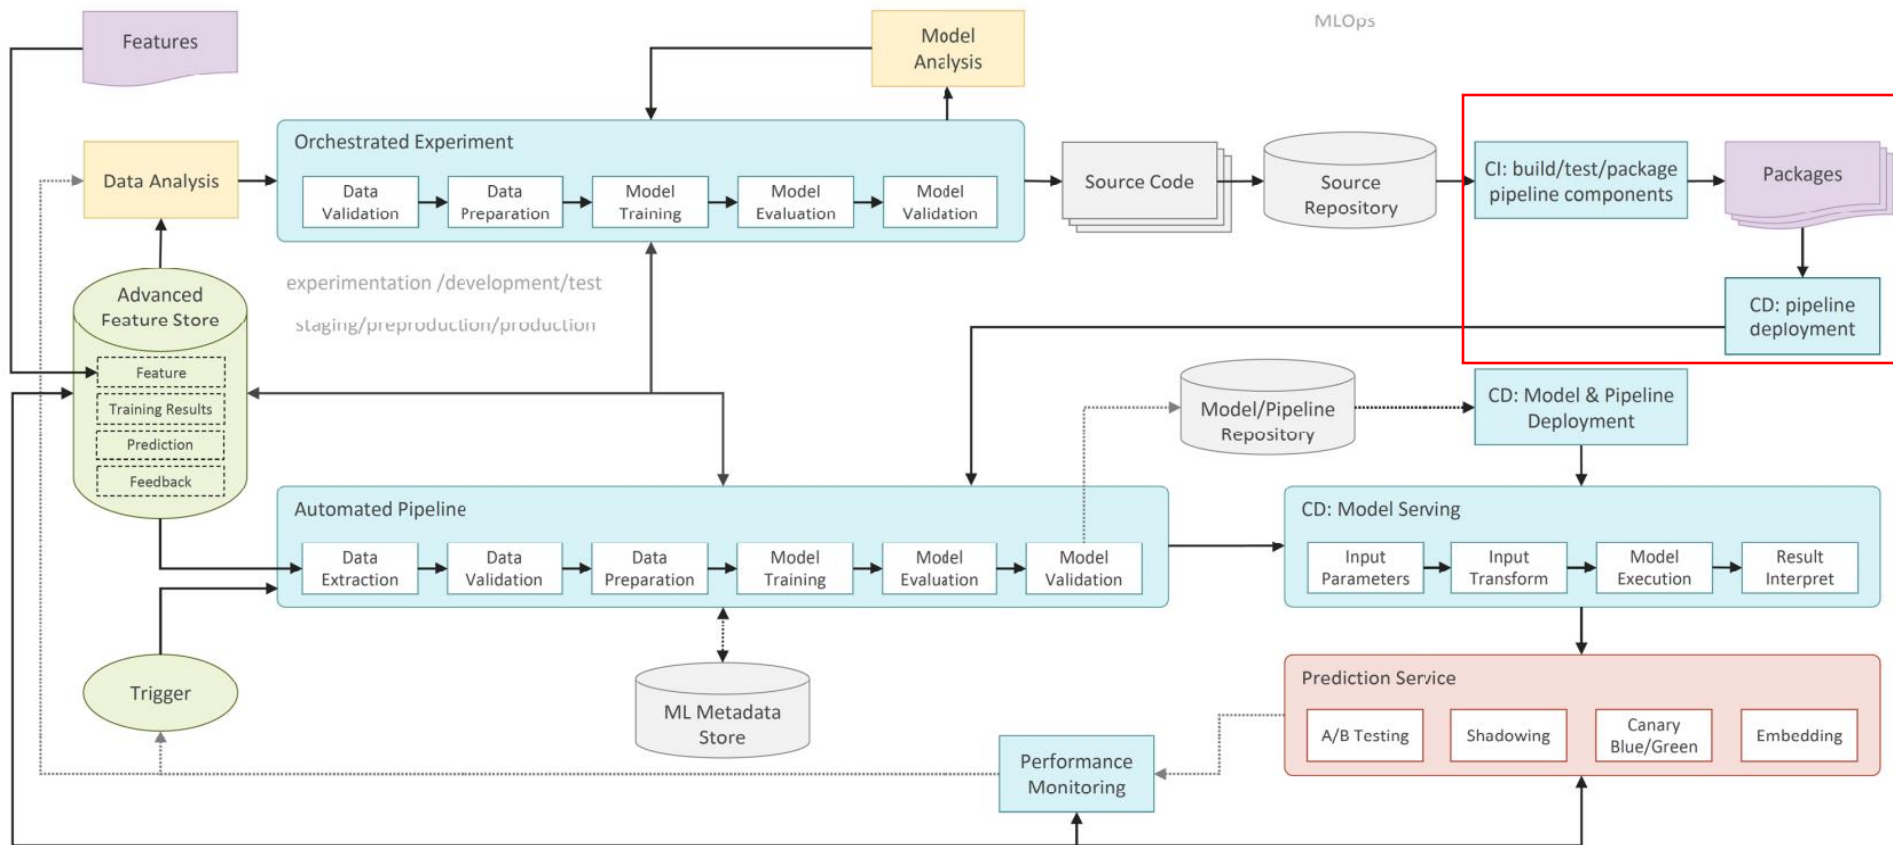 MLOps
Features
Model
Analysis
Orchestrated Experiment
Data
Validation
Data
Preparation
Model
Training
Model
Evaluation
Model
Validation
Data Analysis
Source Code
Source
Repository
CI: build/test/package
pipeline components
Packages
experimentation /development/test
staging/preproduction/production
Advanced
Feature Store
Feature
Training Results
Prediction
Feedback
CD: pipeline
deployment
Model/Pipeline
Repository
CD: Model & Pipeline
Deployment
Automated Pipeline
Data
Extraction
Data
Validation
Data
Preparation
Model
Training
Model
Evaluation
Model
Validation
CD: Model Serving
Input
Parameters
Input
Transform
Model
Execution
Result
Interpret
Trigger
ML Metadata
Store
Prediction Service
A/B Testing
Shadowing
Canary
Blue/Green
Embedding
Performance
Monitoring